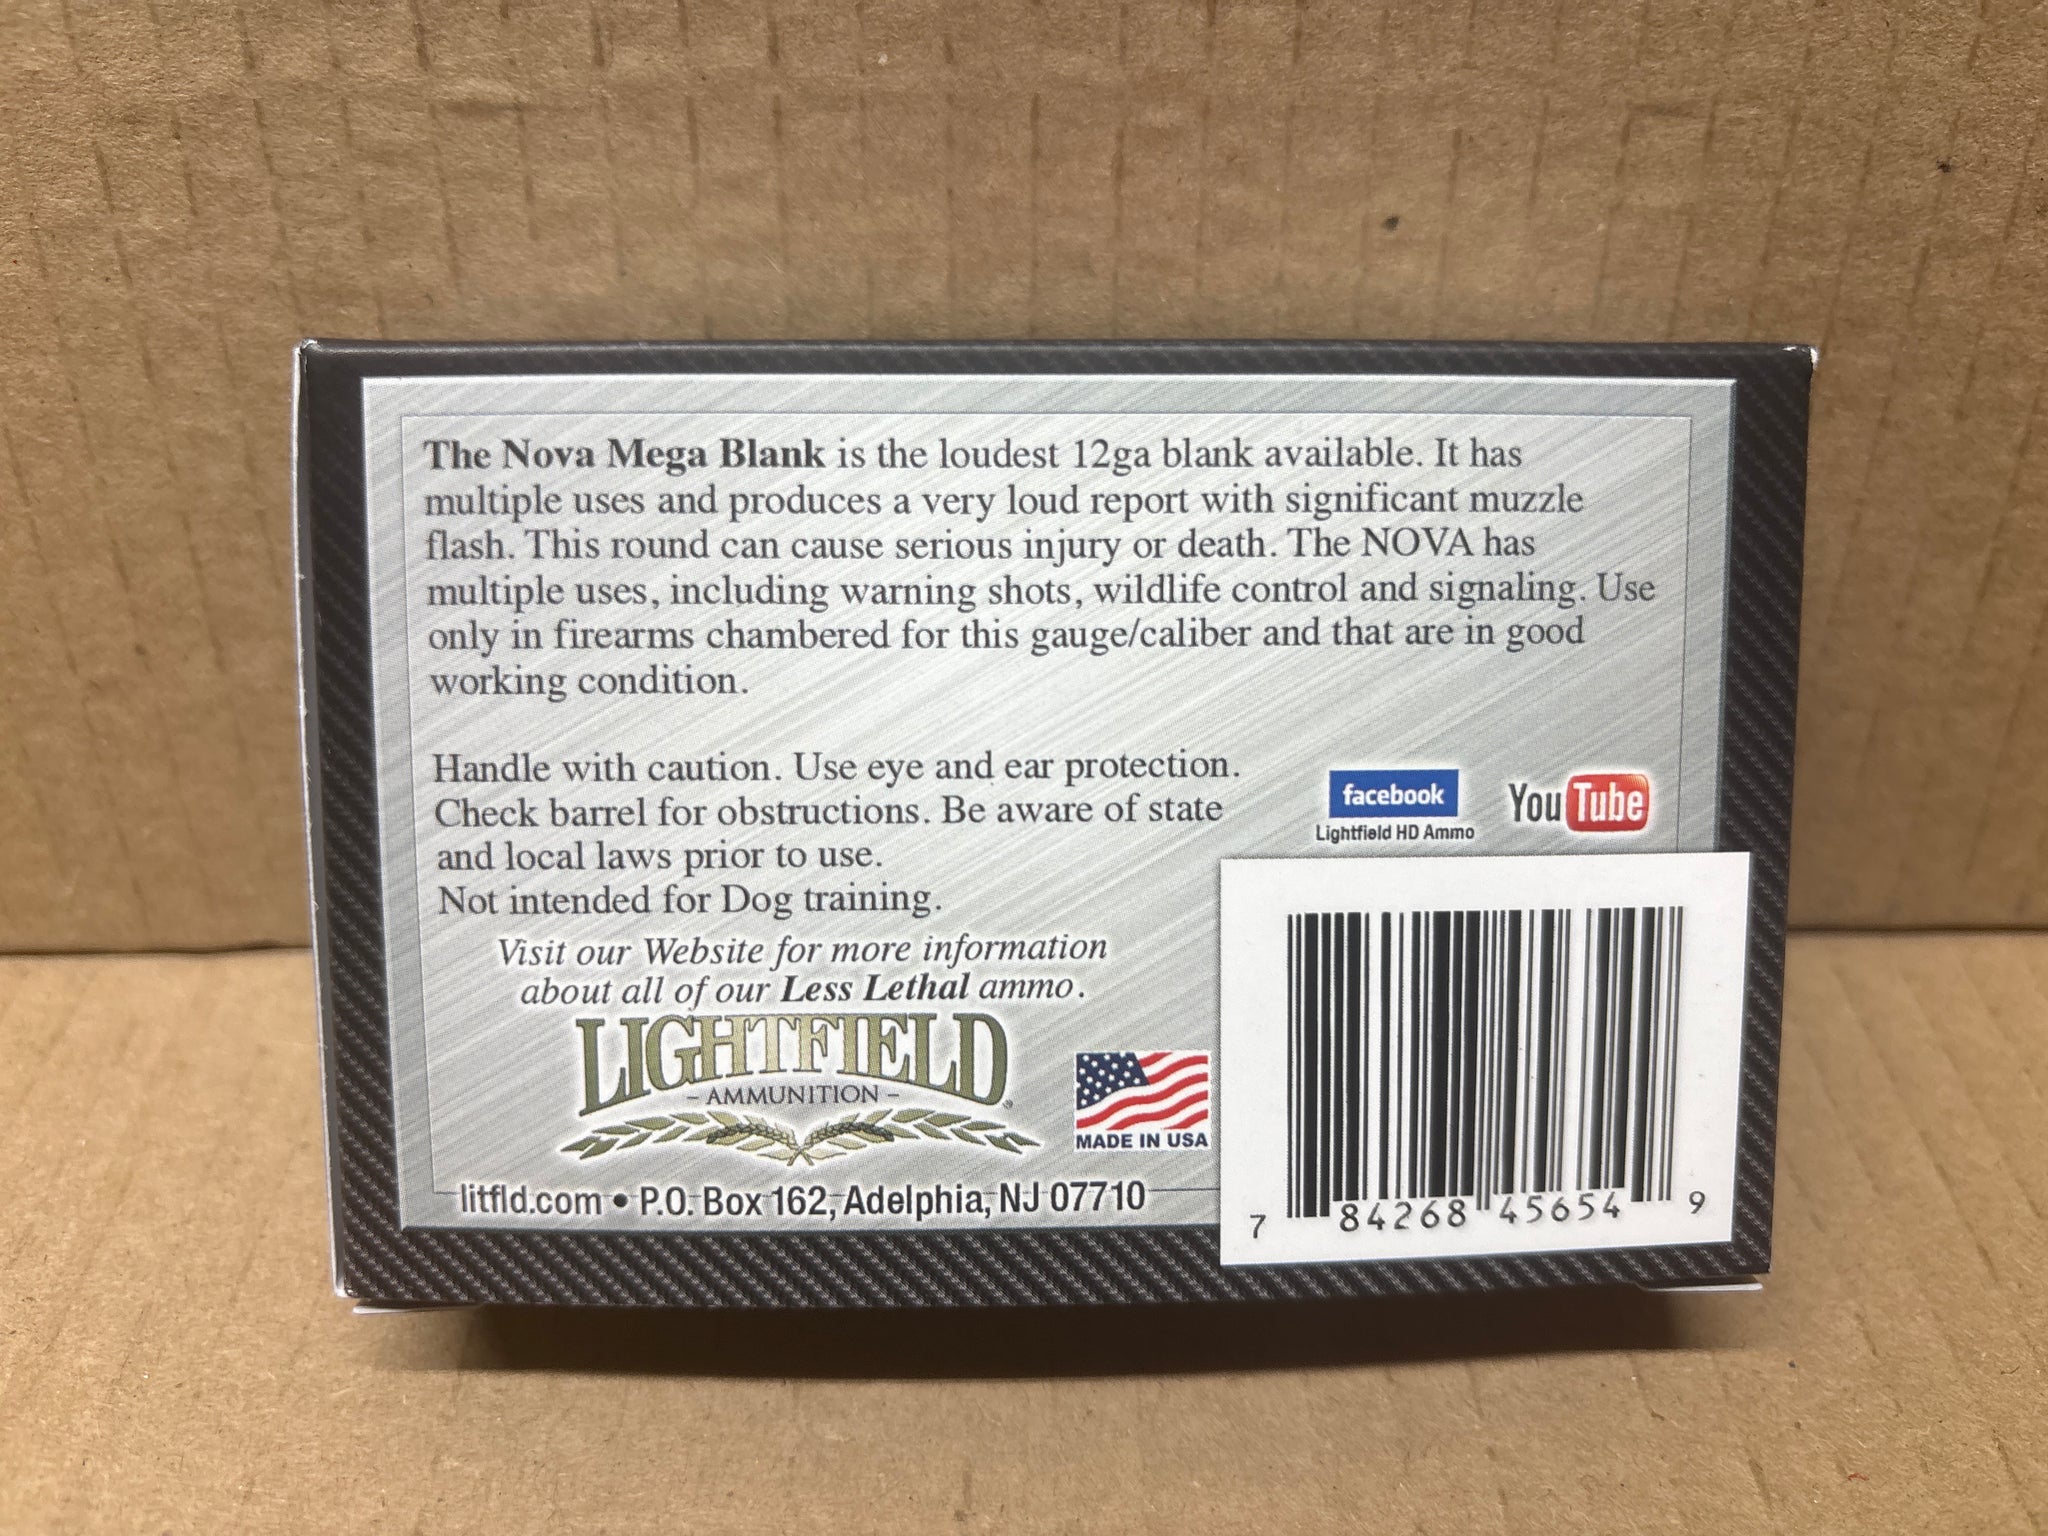 The Nova Mega Blank is the loudest 12ga blank available. It has
multiple uses and produces a very loud report with significant muzzle
flash. This round can cause serious injury or death. The NOVA has
multiple uses, including warning shots, wildlife control and signaling. Use
only in firearms chambered for this gauge/caliber and that are in good
working condition.
Handle with caution. Use eye and ear protection.
Check barrel for obstructions. Be aware of state
and local laws prior to use.
Not intended for Dog training.
facebook
Lightfield HD Ammo
YouTube
Visit our Website for more information
about all of our Less Lethal ammo.
LIGHTFIELD
- AMMUNITION -
MADE IN USA
litfld.com • P.O. Box 162, Adelphia, NJ 07710
7 84268 45654 9